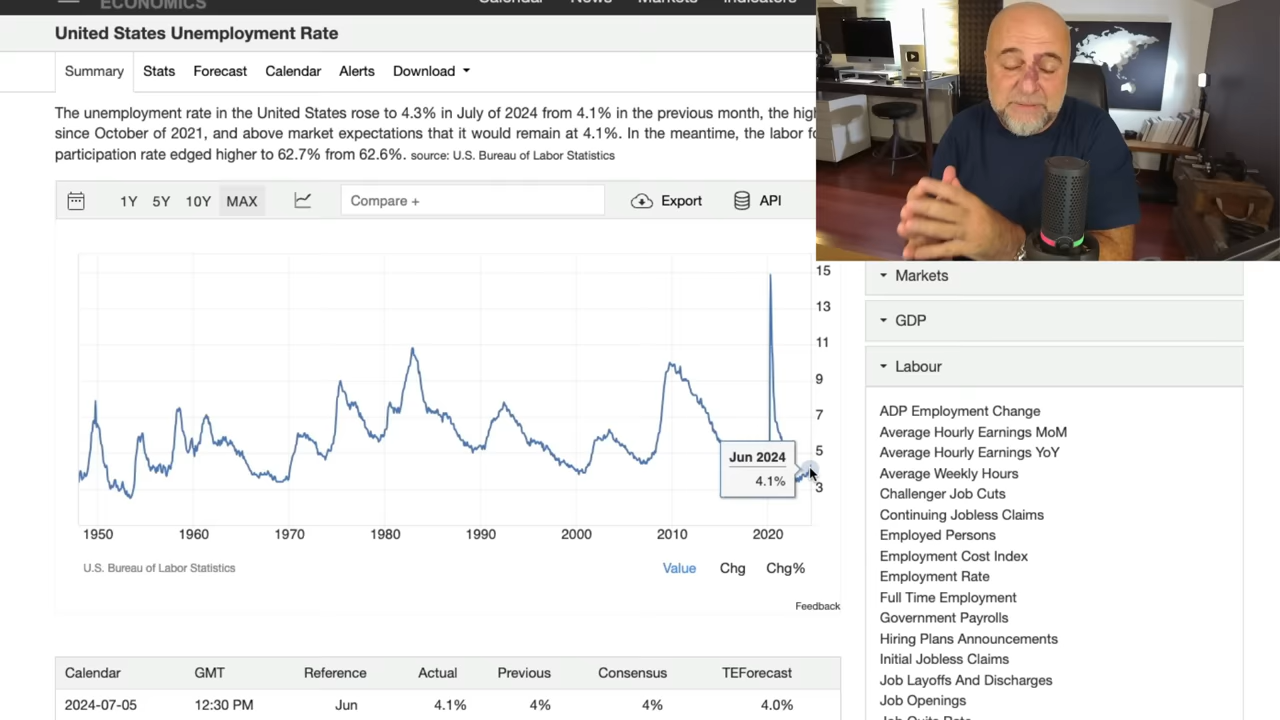 ECONOMICS
Calendar News Markets Indicators
United States Unemployment Rate
Summary Stats Forecast Calendar Alerts Download
The unemployment rate in the United States rose to 4.3% in July of 2024 from 4.1% in the previous month, the
since October of 2021, and above market expectations that it would remain at 4.1%. In the meantime, the labor
participation rate edged higher to 62.7% from 62.6%. source: U.S. Bureau of Labor Statistics
1Y 5Y 10Y MAX Compare + Export API
15
13
11
9
7
5
3
Jun 2024
4.1%
1950 1960 1970 1980 1990 2000 2010 2020
U.S. Bureau of Labor Statistics
Value Chg Chg%
Feedback
Calendar GMT Reference Actual Previous Consensus TEForecast
2024-07-05 12:30 PM Jun 4.1% 4% 4% 4.0%
Markets
GDP
Labour
ADP Employment Change
Average Hourly Earnings MoM
Average Hourly Earnings YoY
Average Weekly Hours
Challenger Job Cuts
Continuing Jobless Claims
Employed Persons
Employment Cost Index
Employment Rate
Full Time Employment
Government Payrolls
Hiring Plans Announcements
Initial Jobless Claims
Job Layoffs And Discharges
Job Openings
Job Quits Rate